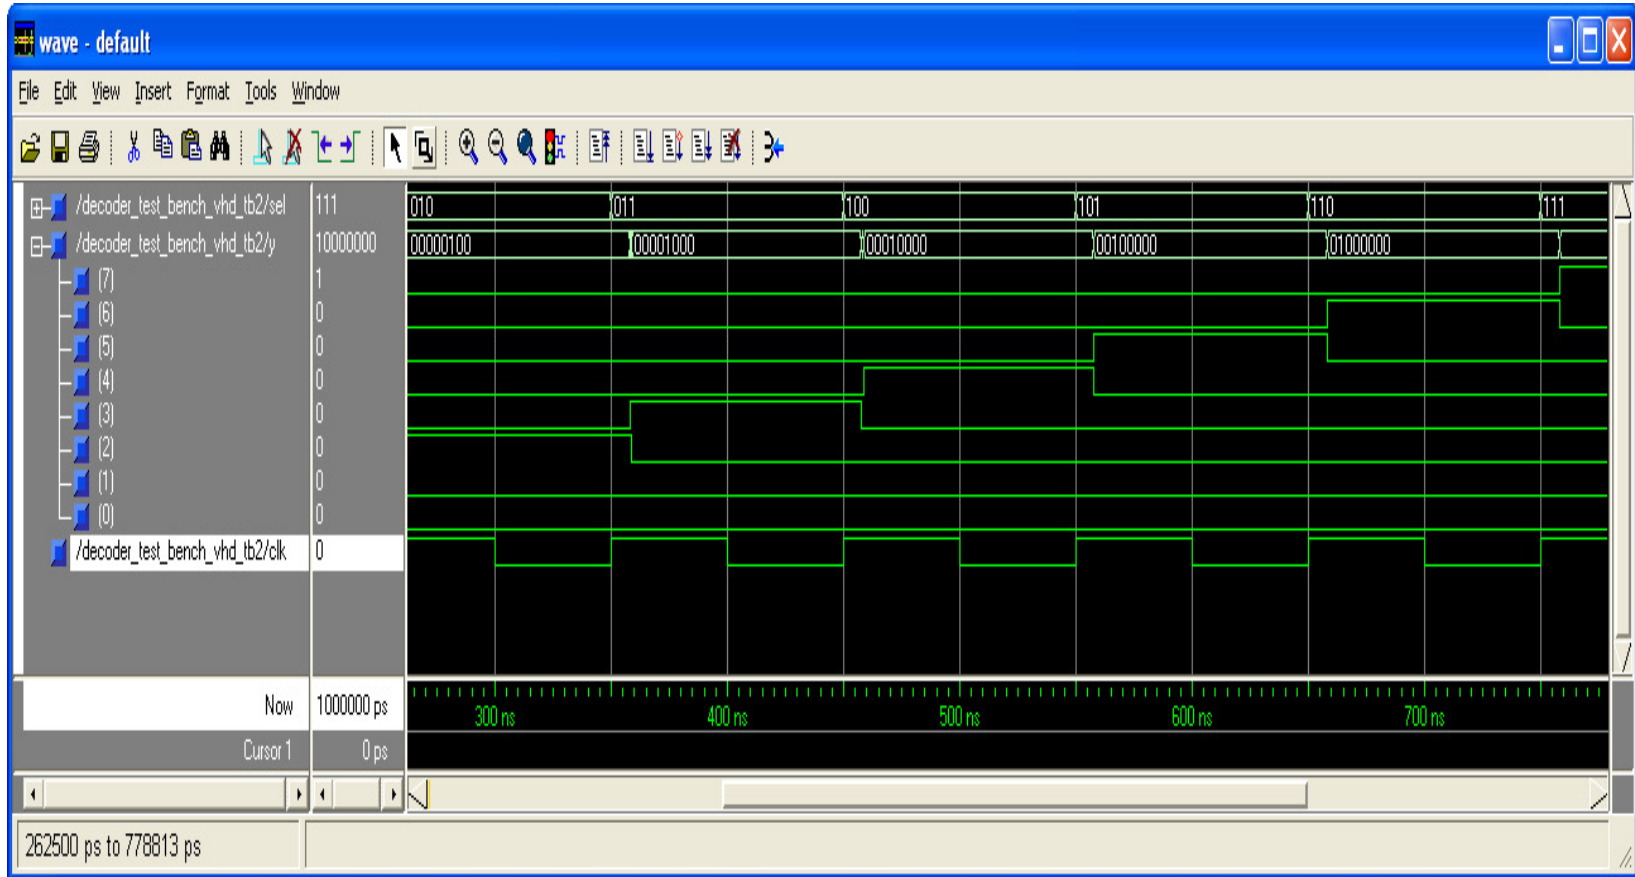 wave - default
File Edit View Insert Format Tools Window
/decoder_test_bench_vhd_tb2/sel 111 010 011 100 101 110 111
/decoder_test_bench_vhd_tb2/y 10000000 00000100 00001000 00010000 00100000 01000000
(7) 1
(6) 0
(5) 0
(4) 0
(3) 0
(2) 0
(1) 0
(0) 0
/decoder_test_bench_vhd_tb2/clk 0
Now 1000000 ps 300 ns 400 ns 500 ns 600 ns 700 ns
Cursor 1 0 ps
262500 ps to 778813 ps